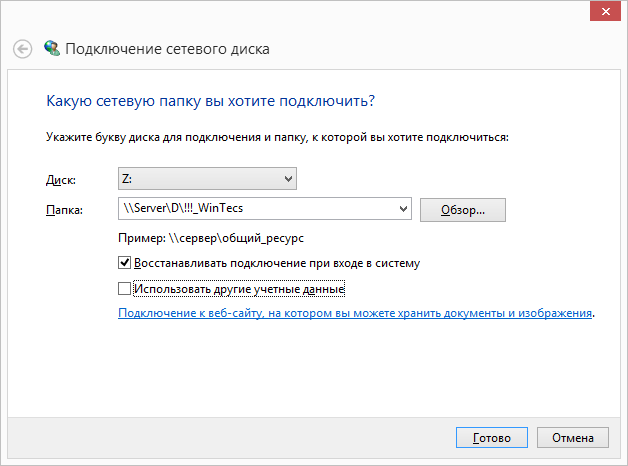 Подключение сетевого диска
Какую сетевую папку вы хотите подключить?
Укажите букву диска для подключения и папку, к которой вы хотите подключиться:
Диск: Z:
Папка: \\Server\D\!!!_WinTecs Обзор...
Пример: \\сервер\общий_ресурс
Восстанавливать подключение при входе в систему
Использовать другие учетные данные
Подключение к веб-сайту, на котором вы можете хранить документы и изображения.
Готово Отмена